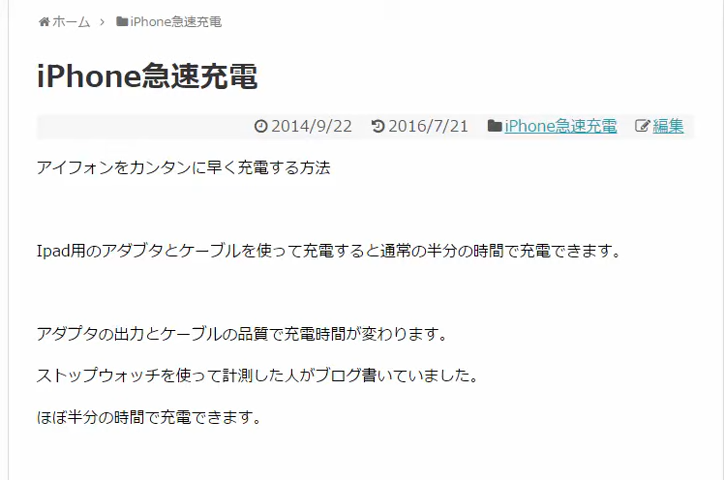 ホーム › iPhone急速充電
iPhone急速充電
2014/9/22 2016/7/21 iPhone急速充電 編集
アイフォンをカンタンに早く充電する方法
Ipad用のアダブタとケーブルを使って充電すると通常の半分の時間で充電できます。
アダプタの出力とケーブルの品質で充電時間が変わります。
ストップウォッチを使って計測した人がブログ書いていました。
ほぼ半分の時間で充電できます。